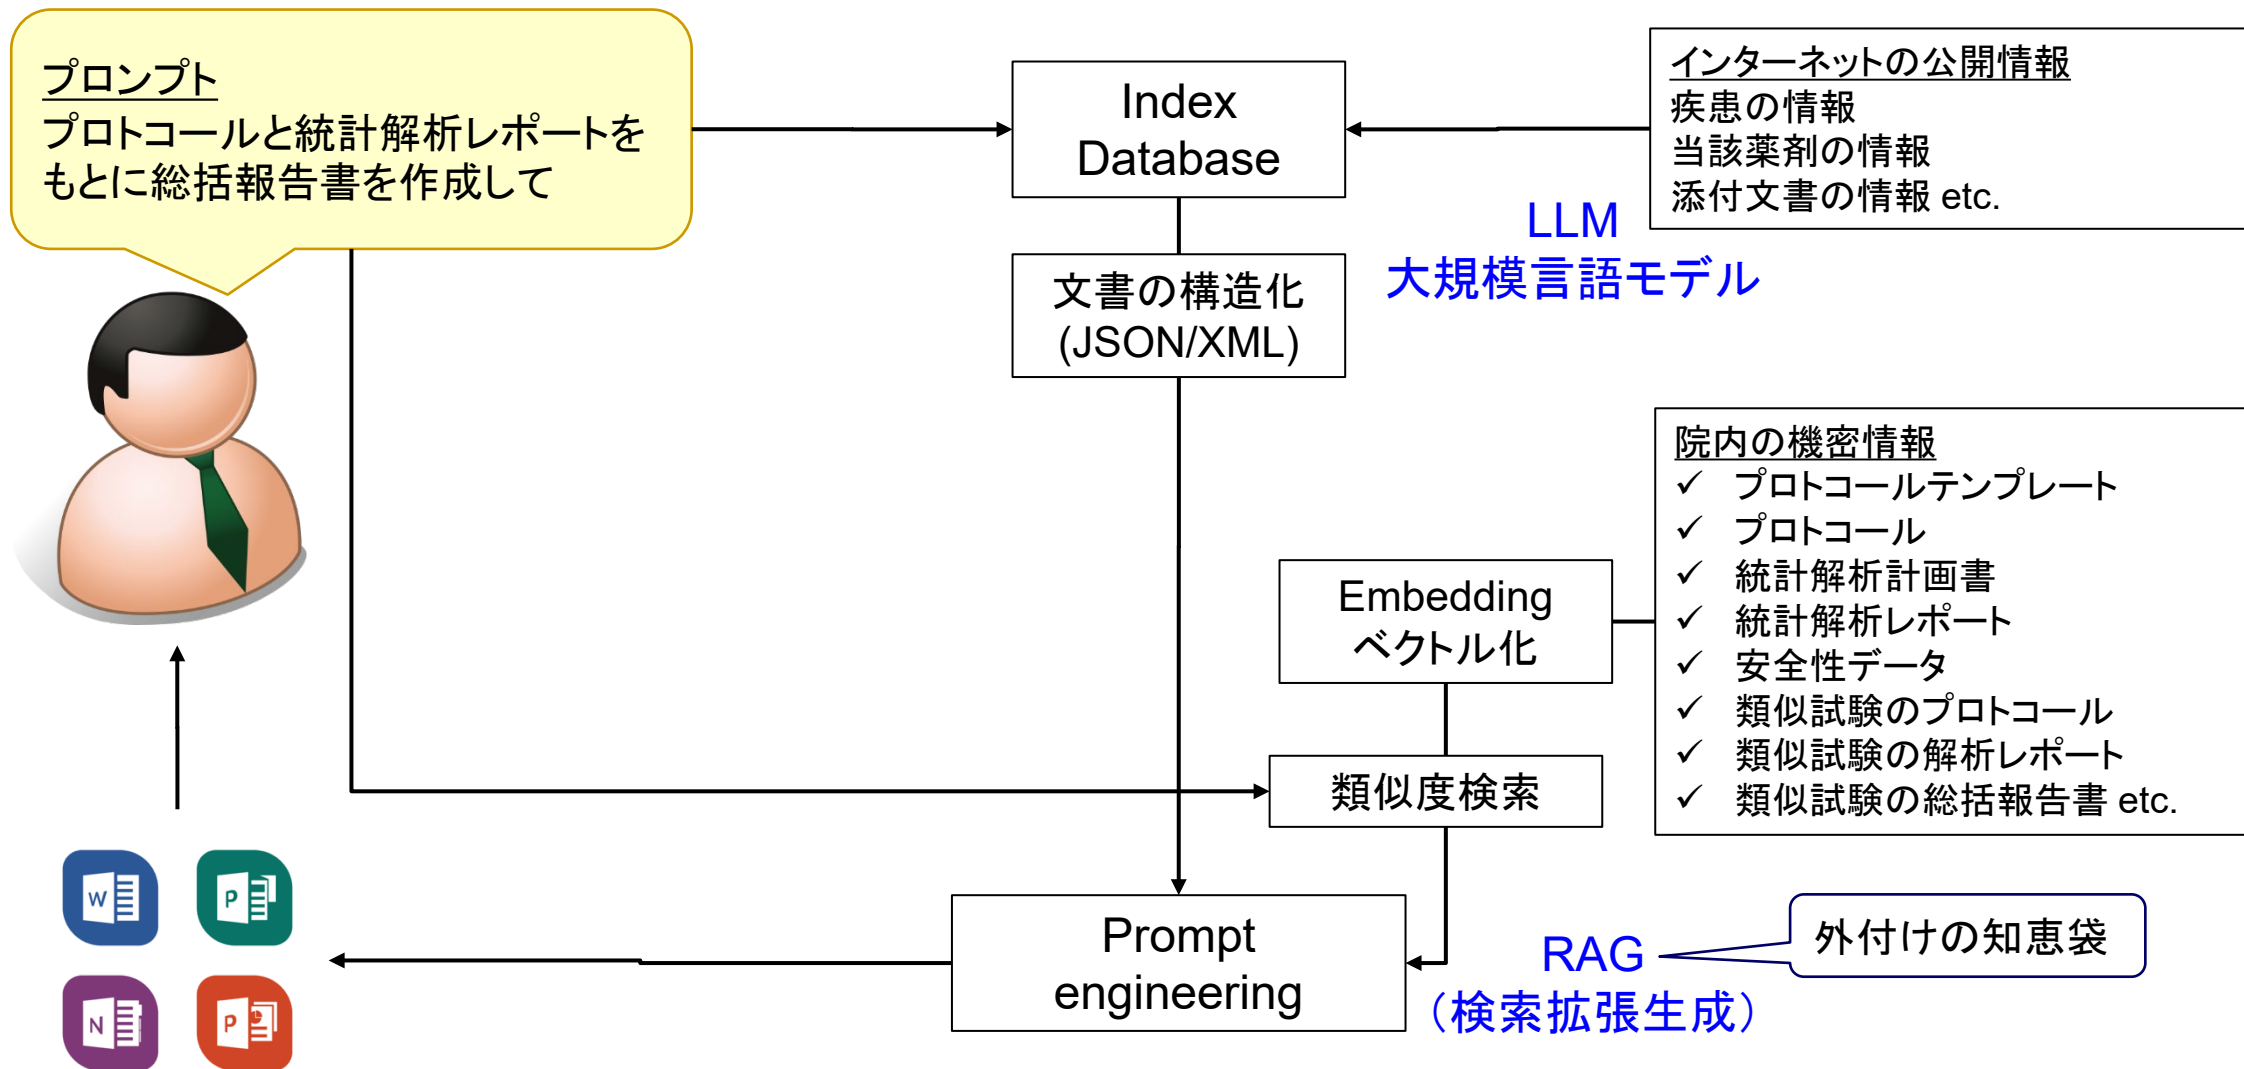 プロンプト
プロトコールと統計解析レポートを
もとに総括報告書を作成して
Index
Database
インターネットの公開情報
疾患の情報
当該薬剤の情報
添付文書の情報 etc.
LLM
大規模言語モデル
文書の構造化
(JSON/XML)
院内の機密情報
✓ プロトコールテンプレート
✓ プロトコール
✓ 統計解析計画書
✓ 統計解析レポート
✓ 安全性データ
✓ 類似試験のプロトコール
✓ 類似試験の解析レポート
✓ 類似試験の総括報告書 etc.
Embedding
ベクトル化
類似度検索
Prompt
engineering
RAG
（検索拡張生成）
外付けの知恵袋
W
P
N
P